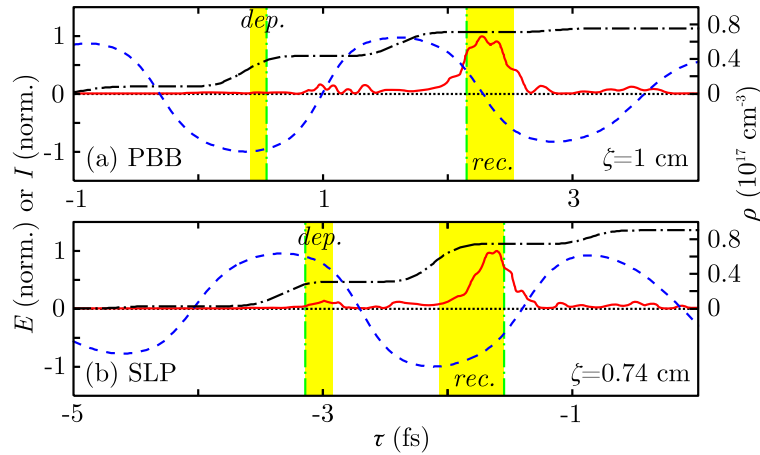 dep.
1
0
-1
0.8
0.4
0
(a) PBB
rec.
ζ=1 cm
-1
1
3
E (norm.) or I (norm.)
ρ (10¹⁷ cm⁻³)
dep.
1
0
-1
0.8
0.4
0
(b) SLP
rec.
ζ=0.74 cm
-5
-3
-1
τ (fs)